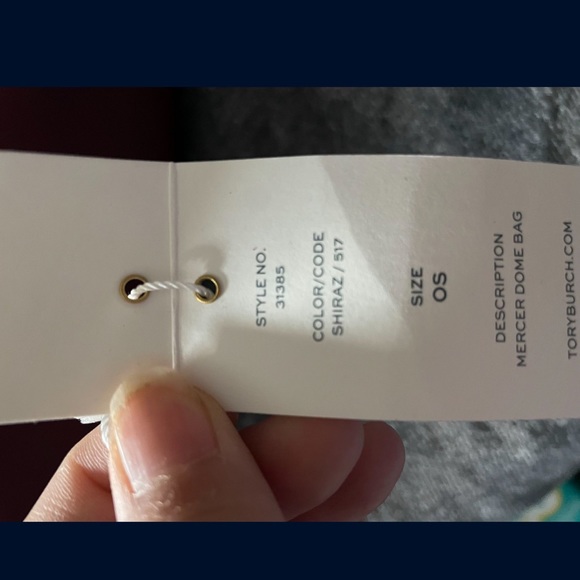 STYLE NO:
31385
COLOR/CODE
SHIRAZ / 517
SIZE
OS
DESCRIPTION
MERCER DOME BAG
TORYBURCH.COM